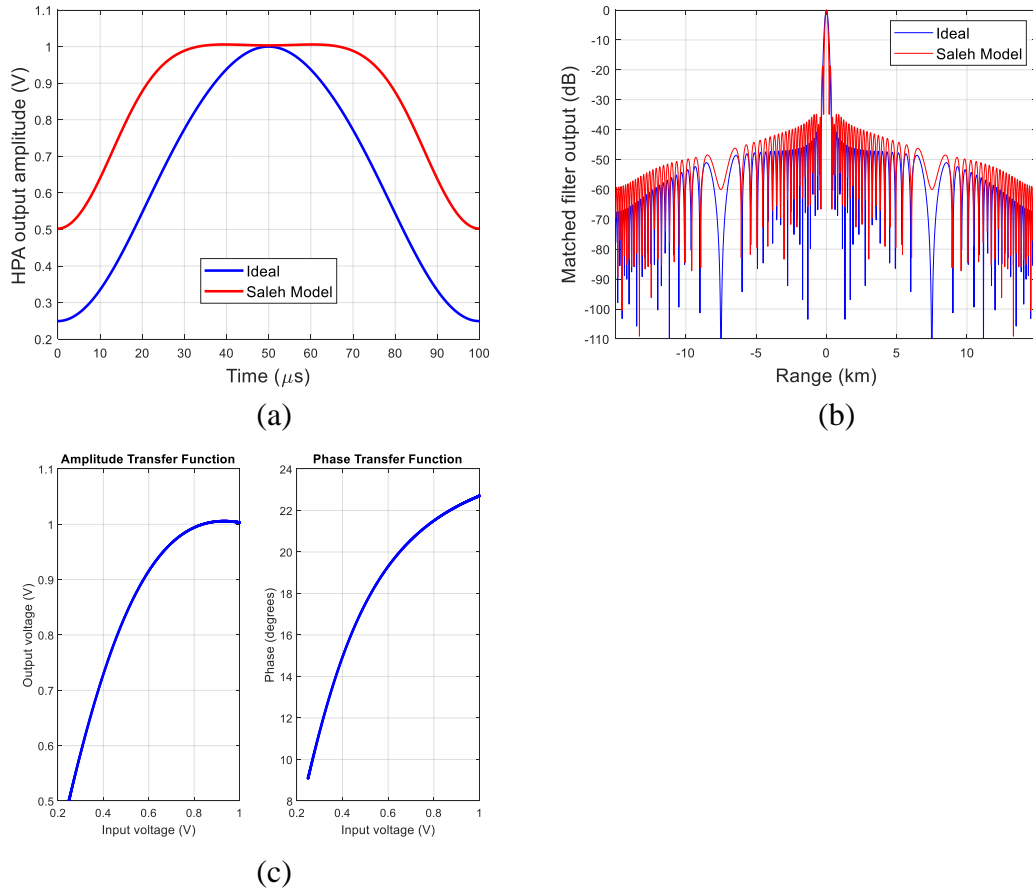 HPA output amplitude (V)
1.1
1
0.9
0.8
0.7
0.6
0.5
0.4
0.3
0.2
Ideal
Saleh Model
0 10 20 30 40 50 60 70 80 90 100
Time (μs)
(a)
Matched filter output (dB)
0
-10
-20
-30
-40
-50
-60
-70
-80
-90
-100
-110
Ideal
Saleh Model
-10 -5 0 5 10
Range (km)
(b)
Amplitude Transfer Function
Output voltage (V)
1.1
1
0.9
0.8
0.7
0.6
0.5
0.2 0.4 0.6 0.8 1
Input voltage (V)
Phase Transfer Function
Phase (degrees)
24
22
20
18
16
14
12
10
8
0.2 0.4 0.6 0.8 1
Input voltage (V)
(c)